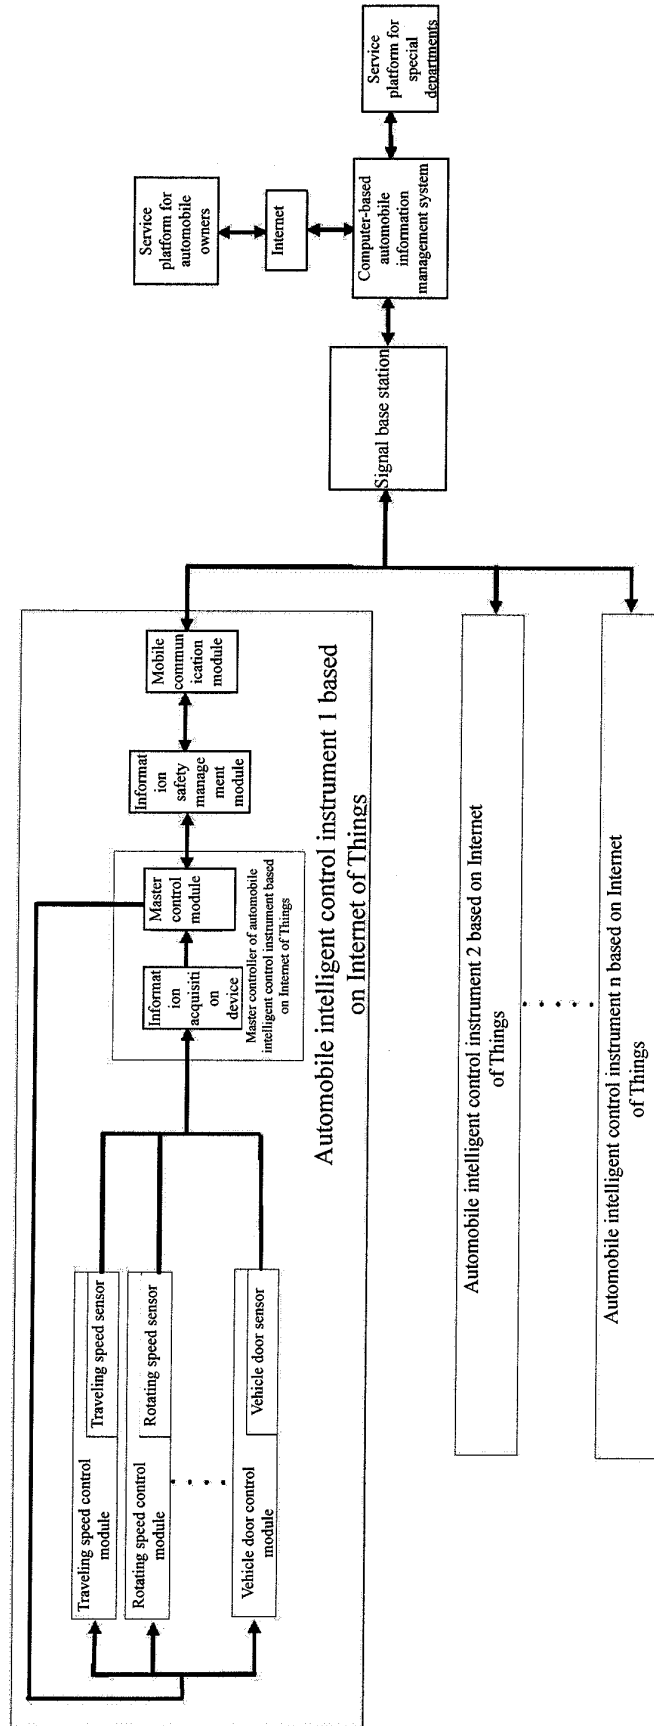 Traveling speed control
module
Traveling speed sensor
Rotating speed control
module
Rotating speed sensor
Vehicle door control
module
Vehicle door sensor
Informat
ion
acquisiti
on
device
Master
control
module
Master controller of automobile
intelligent control instrument based
on Internet of Things
Informat
ion
safety
manage
ment
module
Mobile
commun
ication
module
Automobile intelligent control instrument 1 based
on Internet of Things
Automobile intelligent control instrument 2 based on Internet
of Things
Automobile intelligent control instrument n based on Internet
of Things
Signal base station
Service
platform for
automobile
owners
Internet
Computer-based
automobile
information
management system
Service
platform for
special
departments